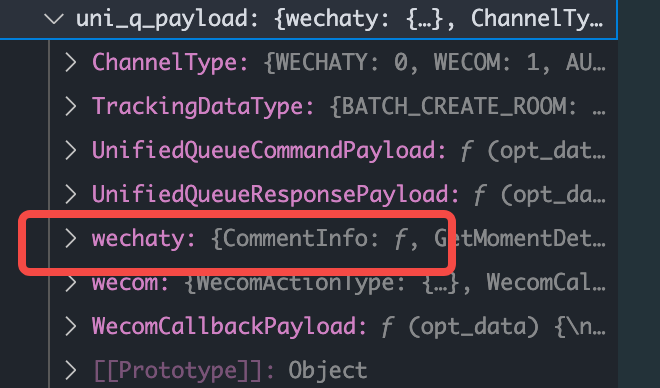 uni_q_payload: {wechaty: {…}, ChannelTy…
ChannelType: {WECHATY: 0, WECOM: 1, AU…
TrackingDataType: {BATCH_CREATE_ROOM: …
UnifiedQueueCommandPayload: ƒ (opt_dat…
UnifiedQueueResponsePayload: ƒ (opt_da…
wechaty: {CommentInfo: ƒ, GetMomentDet…
wecom: {WecomActionType: {…}, WecomCal…
WecomCallbackPayload: ƒ (opt_data) {\n…
[[Prototype]]: Object